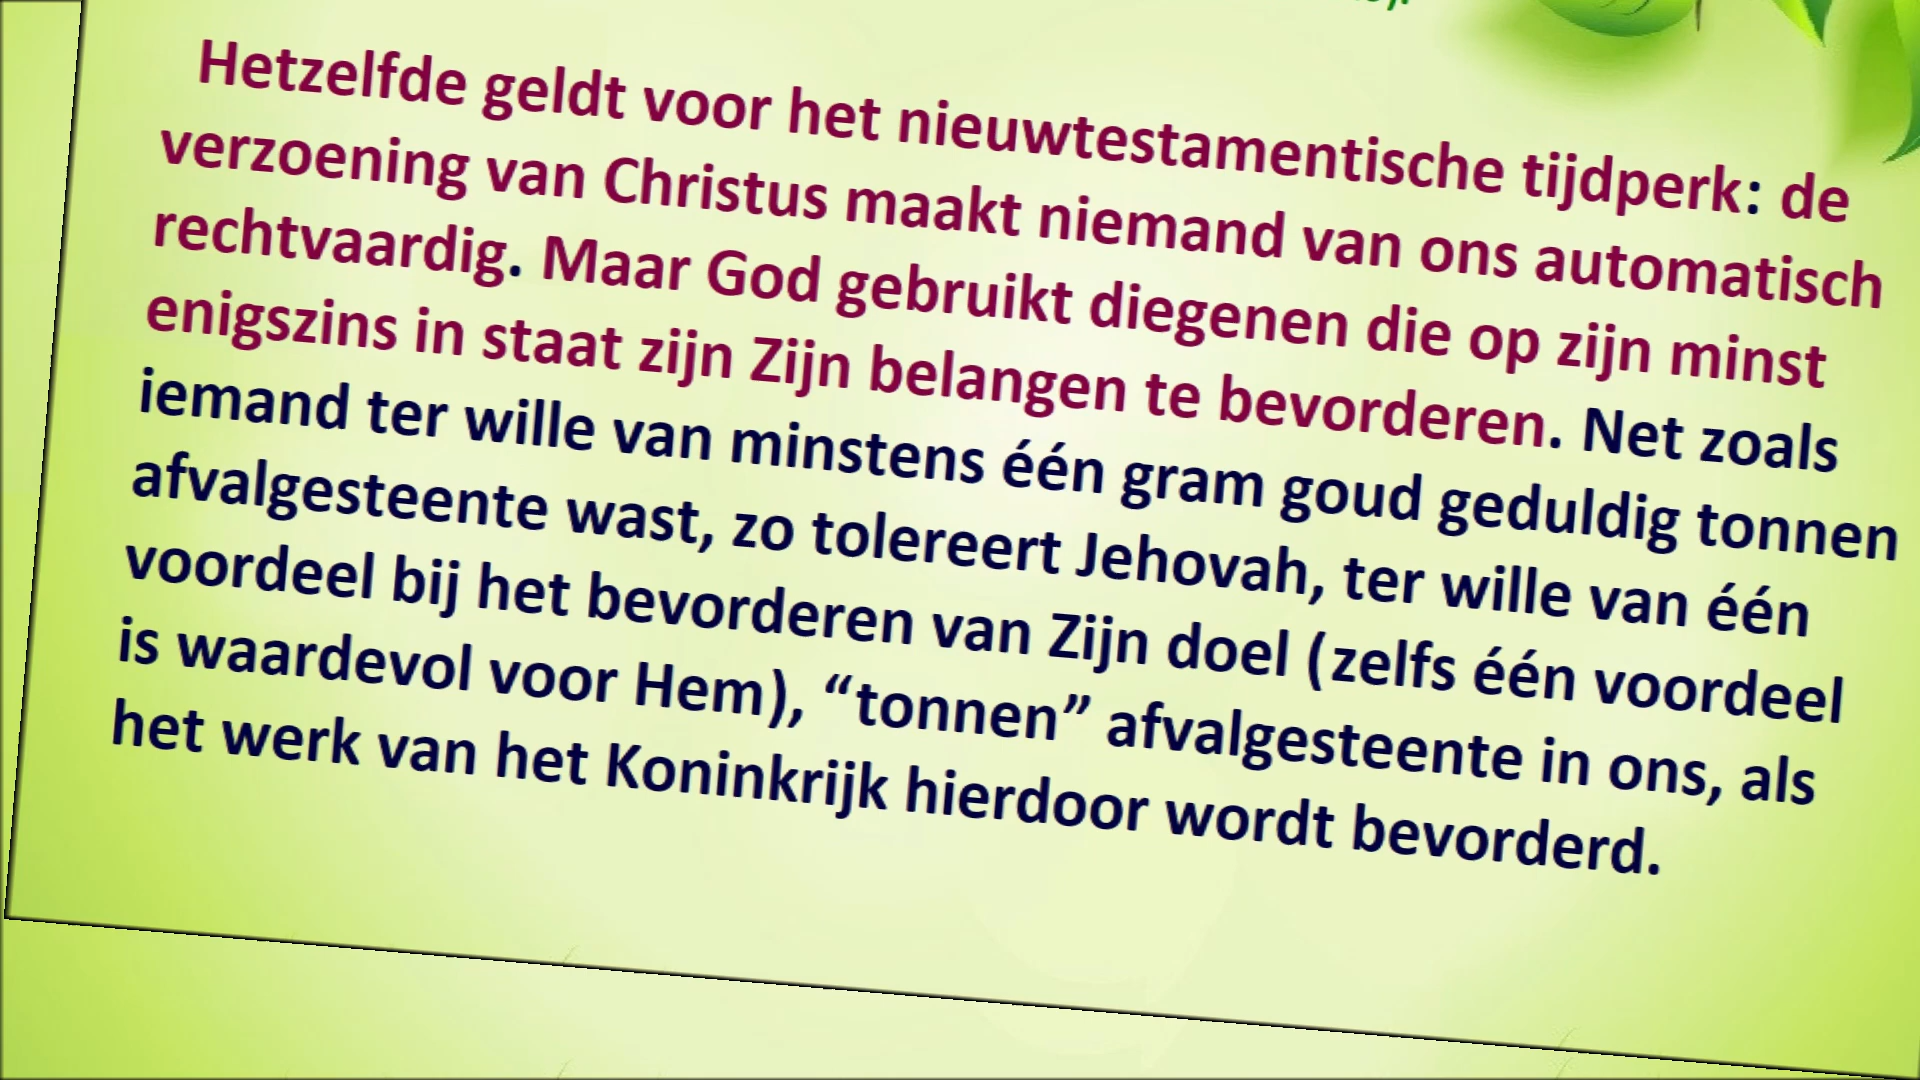 Hetzelfde geldt voor het nieuwtestamentische tijdperk: de
verzoening van Christus maakt niemand van ons automatisch
rechtvaardig. Maar God gebruikt diegenen die op zijn minst
enigszins in staat zijn Zijn belangen te bevorderen. Net zoals
iemand ter wille van minstens één gram goud geduldig tonnen
afvalgesteente wast, zo tolereert Jehovah, ter wille van één
voordeel bij het bevorderen van Zijn doel (zelfs één voordeel
is waardevol voor Hem), “tonnen” afvalgesteente in ons, als
het werk van het Koninkrijk hierdoor wordt bevorderd.